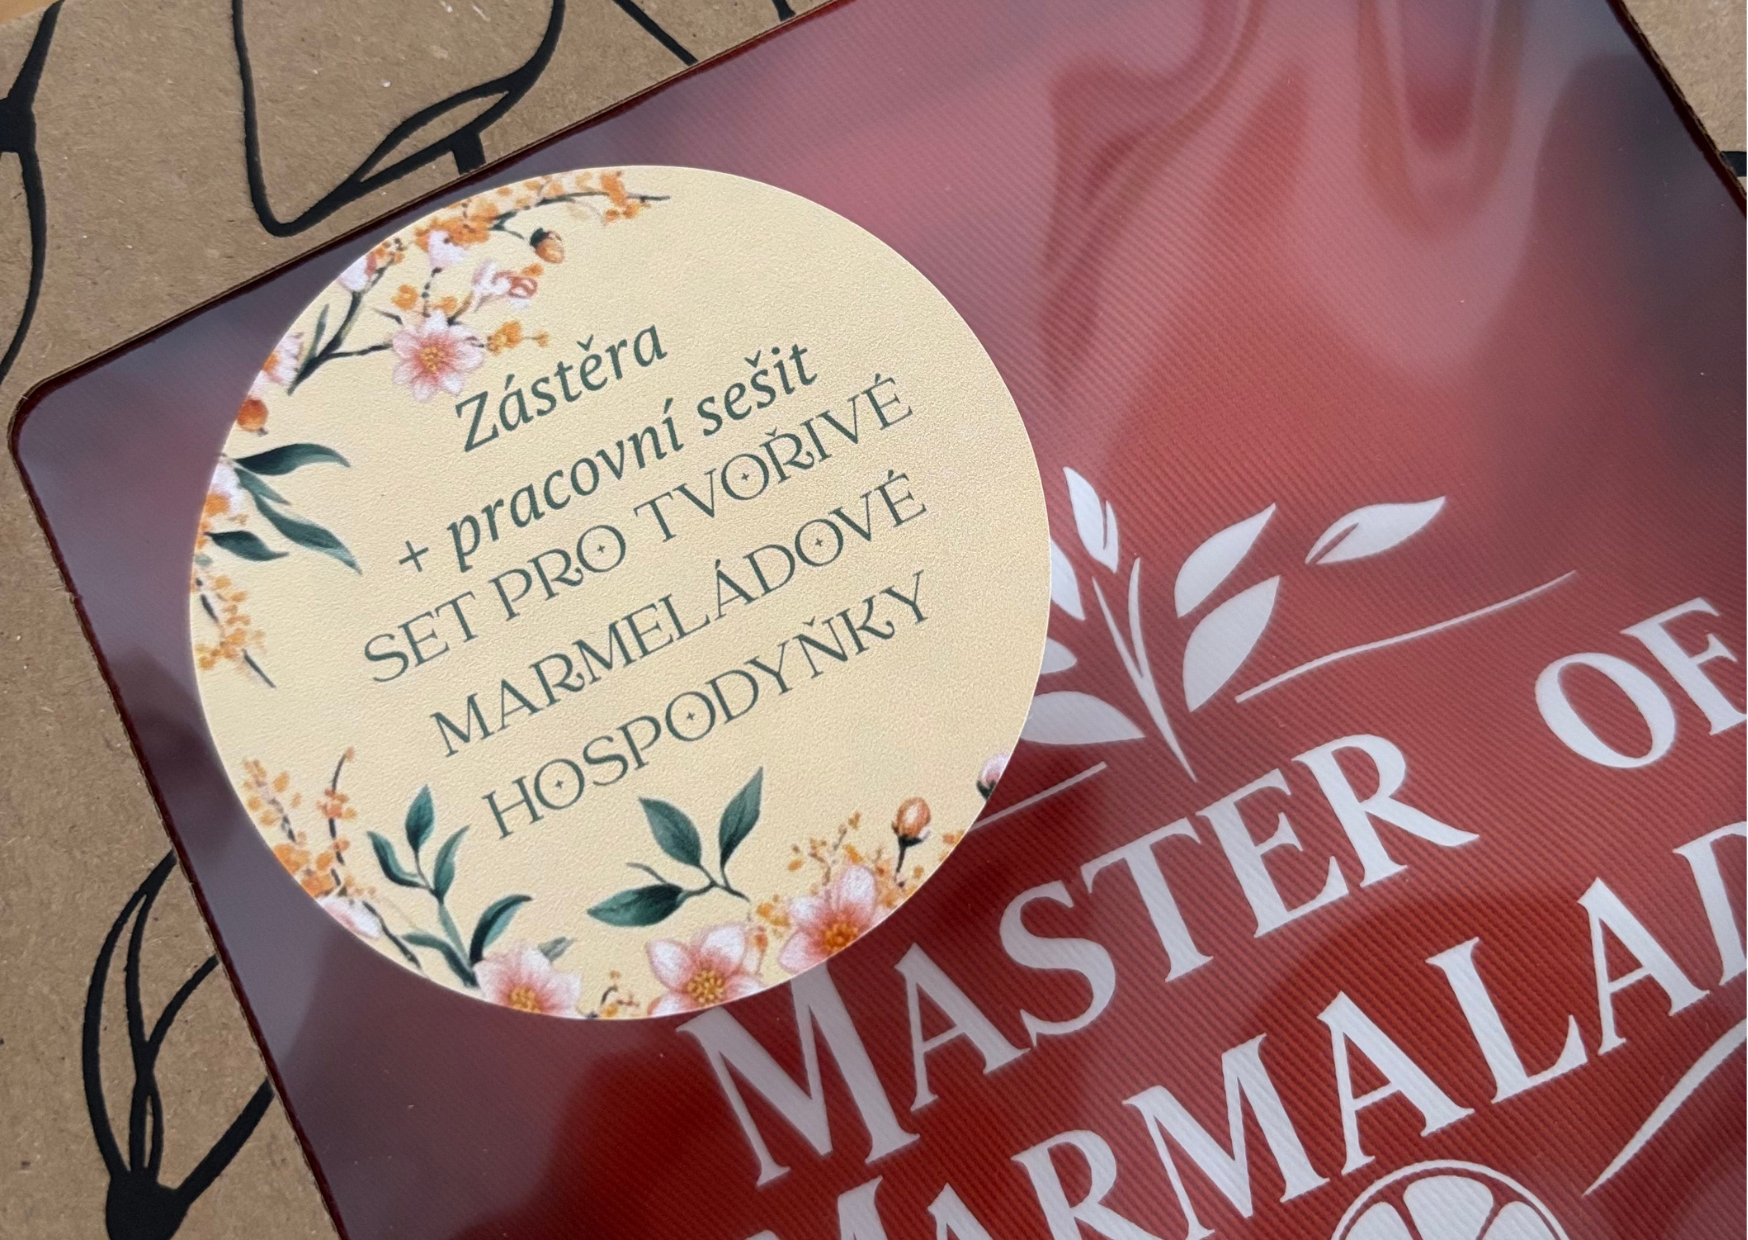 Zástěra
+ pracovní sešit
SET PRO TVOŘIVÉ
MARMELÁDOVÉ
HOSPODYŇKY
MASTER OF
MARMALAD